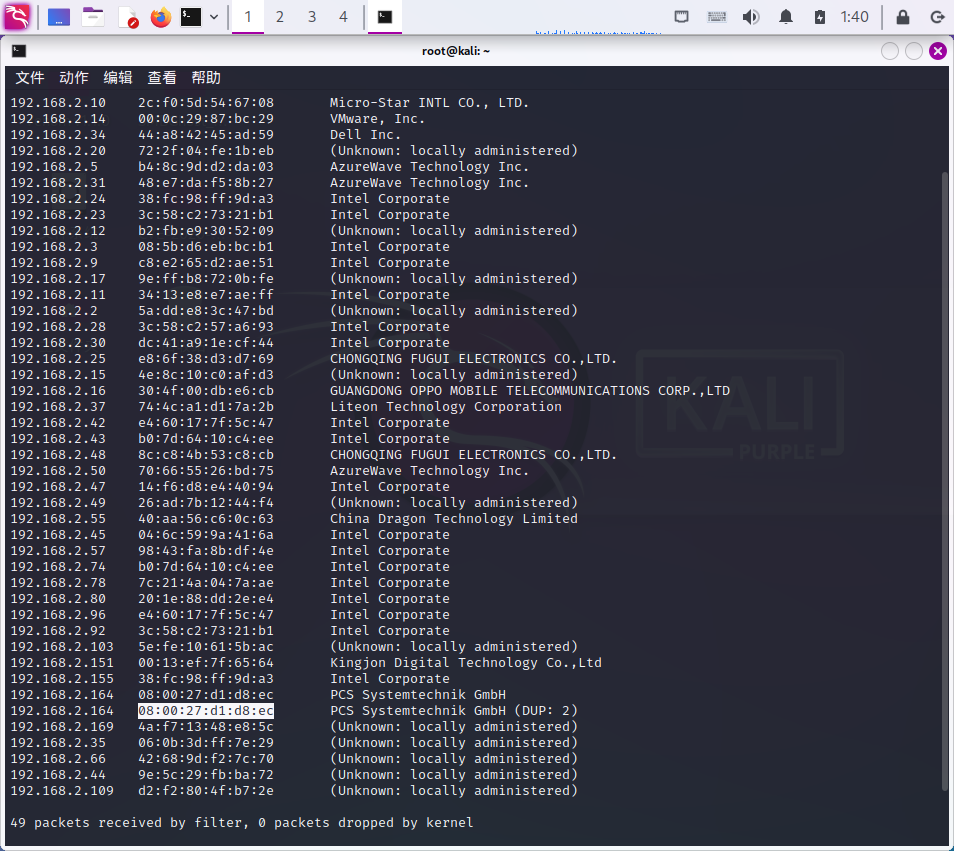 1 2 3 4 1:40
root@kali: ~
文件 动作 编辑 查看 帮助
192.168.2.10 2c:f0:5d:54:67:08 Micro-Star INTL CO., LTD.
192.168.2.14 00:0c:29:87:bc:29 VMware, Inc.
192.168.2.34 44:a8:42:45:ad:59 Dell Inc.
192.168.2.20 72:2f:04:fe:1b:eb (Unknown: locally administered)
192.168.2.5 b4:8c:9d:d2:da:03 AzureWave Technology Inc.
192.168.2.31 48:e7:da:f5:8b:27 AzureWave Technology Inc.
192.168.2.24 38:fc:98:ff:9d:a3 Intel Corporate
192.168.2.23 3c:58:c2:73:21:b1 Intel Corporate
192.168.2.12 b2:fb:e9:30:52:09 (Unknown: locally administered)
192.168.2.3 08:5b:d6:eb:bc:b1 Intel Corporate
192.168.2.9 c8:e2:65:d2:ae:51 Intel Corporate
192.168.2.17 9e:ff:b8:72:0b:fe (Unknown: locally administered)
192.168.2.11 34:13:e8:e7:ae:ff Intel Corporate
192.168.2.2 5a:dd:e8:3c:47:bd (Unknown: locally administered)
192.168.2.28 3c:58:c2:57:a6:93 Intel Corporate
192.168.2.30 dc:41:a9:1e:cf:44 Intel Corporate
192.168.2.25 e8:6f:38:d3:d7:69 CHONGQING FUGUI ELECTRONICS CO.,LTD.
192.168.2.15 4e:8c:10:c0:af:d3 (Unknown: locally administered)
192.168.2.16 30:4f:00:db:e6:cb GUANGDONG OPPO MOBILE TELECOMMUNICATIONS CORP.,LTD
192.168.2.37 74:4c:a1:d1:7a:2b Liteon Technology Corporation
192.168.2.42 e4:60:17:7f:5c:47 Intel Corporate
192.168.2.43 b0:7d:64:10:c4:ee Intel Corporate
192.168.2.48 8c:c8:4b:53:c8:cb CHONGQING FUGUI ELECTRONICS CO.,LTD.
192.168.2.50 70:66:55:26:bd:75 AzureWave Technology Inc.
192.168.2.47 14:f6:d8:e4:40:94 Intel Corporate
192.168.2.49 26:ad:7b:12:44:f4 (Unknown: locally administered)
192.168.2.55 40:aa:56:c6:0c:63 China Dragon Technology Limited
192.168.2.45 04:6c:59:9a:41:6a Intel Corporate
192.168.2.57 98:43:fa:8b:df:4e Intel Corporate
192.168.2.74 b0:7d:64:10:c4:ee Intel Corporate
192.168.2.78 7c:21:4a:04:7a:ae Intel Corporate
192.168.2.80 20:1e:88:dd:2e:e4 Intel Corporate
192.168.2.96 e4:60:17:7f:5c:47 Intel Corporate
192.168.2.92 3c:58:c2:73:21:b1 Intel Corporate
192.168.2.103 5e:fe:10:61:5b:ac (Unknown: locally administered)
192.168.2.151 00:13:ef:7f:65:64 Kingjon Digital Technology Co.,Ltd
192.168.2.155 38:fc:98:ff:9d:a3 Intel Corporate
192.168.2.164 08:00:27:d1:d8:ec PCS Systemtechnik GmbH
192.168.2.164 08:00:27:d1:d8:ec PCS Systemtechnik GmbH (DUP: 2)
192.168.2.169 4a:f7:13:48:e8:5c (Unknown: locally administered)
192.168.2.35 06:0b:3d:ff:7e:29 (Unknown: locally administered)
192.168.2.66 42:68:9d:f2:7c:70 (Unknown: locally administered)
192.168.2.44 9e:5c:29:fb:ba:72 (Unknown: locally administered)
192.168.2.109 d2:f2:80:4f:b7:2e (Unknown: locally administered)
49 packets received by filter, 0 packets dropped by kernel
KALI
PURPLE